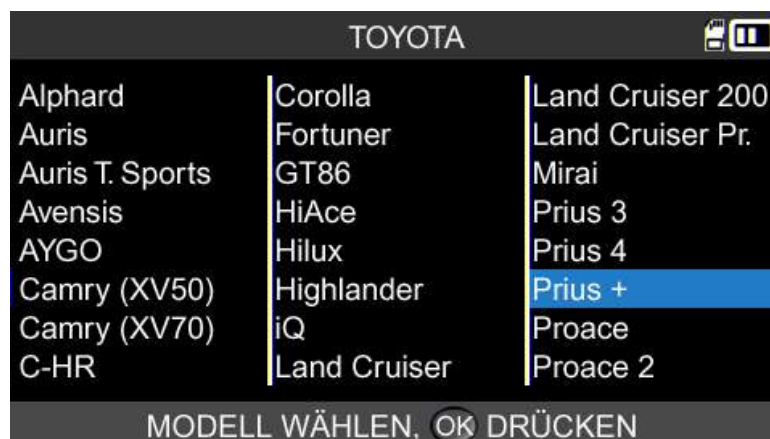 TOYOTA
Alphard
Auris
Auris T. Sports
Avensis
AYGO
Camry (XV50)
Camry (XV70)
C-HR
Corolla
Fortuner
GT86
HiAce
Hilux
Highlander
iQ
Land Cruiser
Land Cruiser 200
Land Cruiser Pr.
Mirai
Prius 3
Prius 4
Prius +
Proace
Proace 2
MODELL WÄHLEN, OK DRÜCKEN